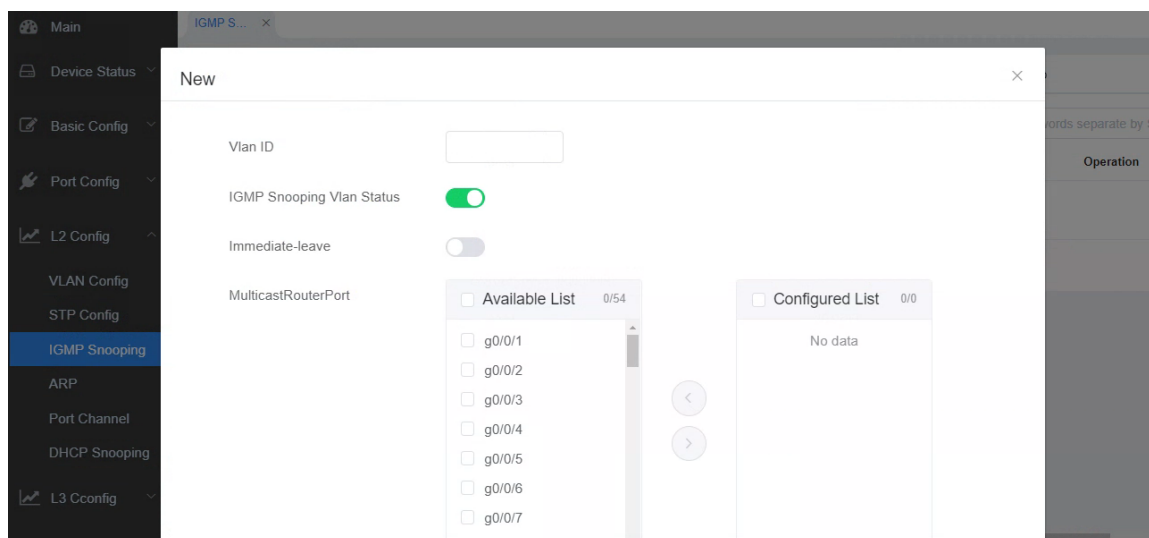 Main
IGMP S...
Device Status
New
Basic Config
ords separate by
Vlan ID
Operation
Port Config
IGMP Snooping Vlan Status
L2 Config
Immediate-leave
VLAN Config
MulticastRouterPort
Available List 0/54
Configured List 0/0
STP Config
g0/0/1
No data
IGMP Snooping
g0/0/2
ARP
g0/0/3
Port Channel
g0/0/4
DHCP Snooping
g0/0/5
g0/0/6
L3 Cconfig
g0/0/7